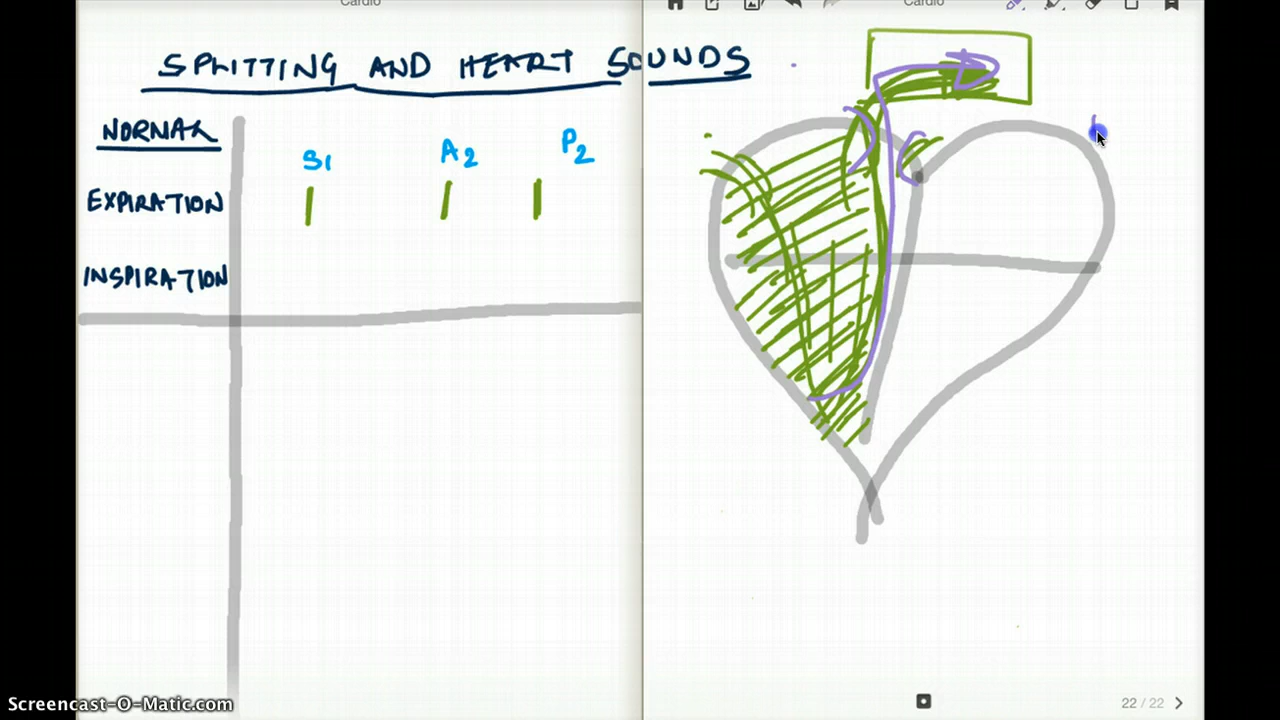 Cardio
Cardio
SPLITTING AND HEART SOUNDS
NORMAL
S1 A2 P2
EXPIRATION
INSPIRATION
22 / 22
Screencast-O-Matic.com